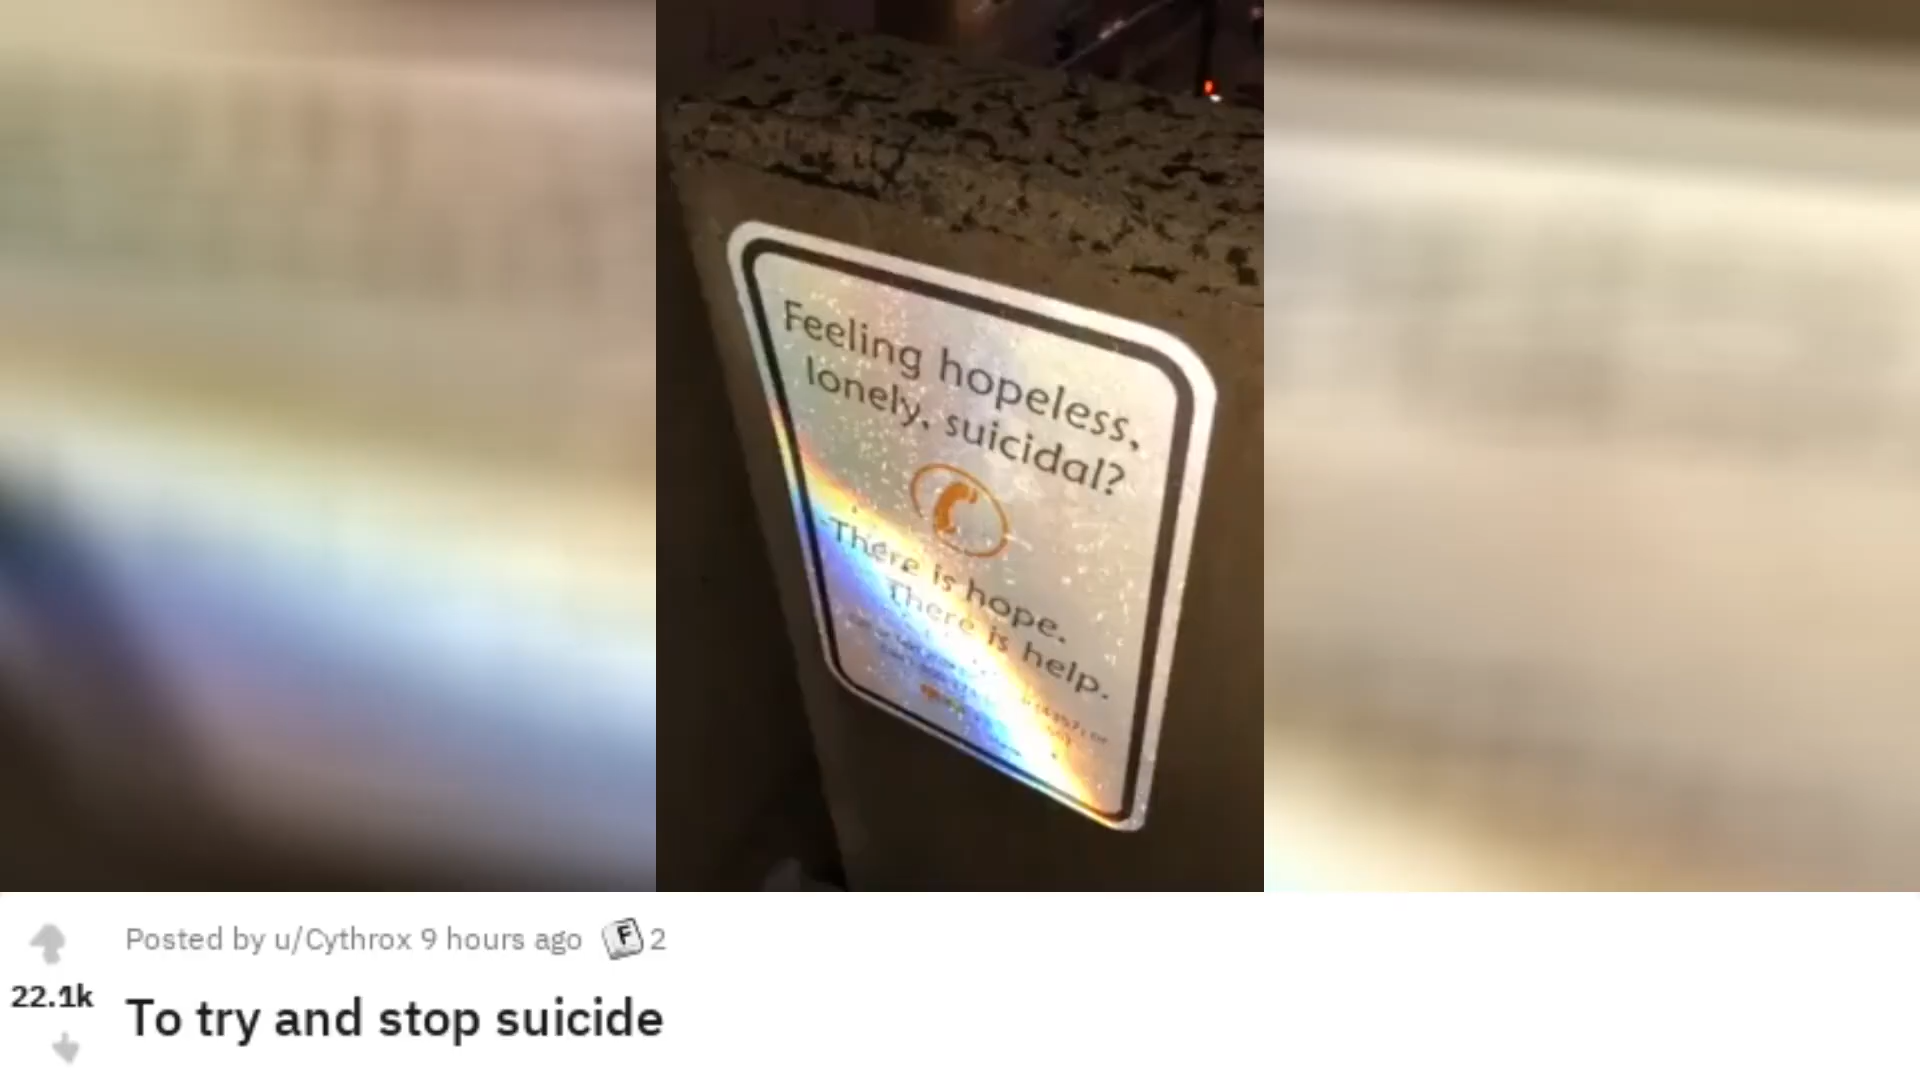 Feeling hopeless,
lonely, suicidal?
There is hope.
There is help.
Posted by u/Cythrox 9 hours ago F 2
22.1k
To try and stop suicide